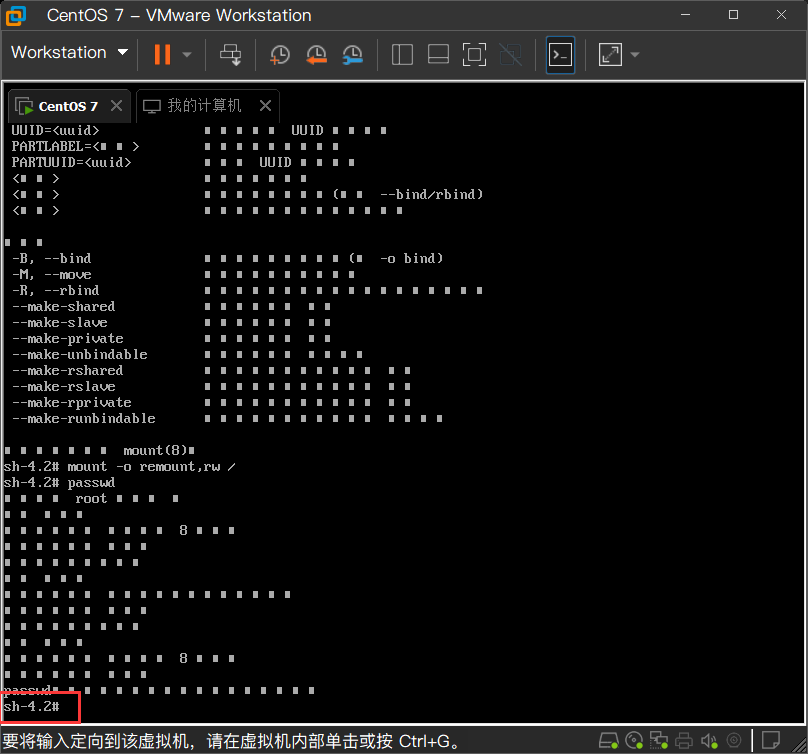 CentOS 7 - VMware Workstation
Workstation
CentOS 7
我的计算机
UUID=<uuid> UUID
PARTLABEL=< >
PARTUUID=<uuid> UUID
< >
< > ( --bind/rbind)
< >
-B, --bind ( -o bind)
-M, --move
-R, --rbind
--make-shared
--make-slave
--make-private
--make-unbindable
--make-rshared
--make-rslave
--make-rprivate
--make-runbindable
mount(8)
sh-4.2# mount -o remount,rw /
sh-4.2# passwd
root
8
8
passwd
sh-4.2#
要将输入定向到该虚拟机，请在虚拟机内部单击或按 Ctrl+G。